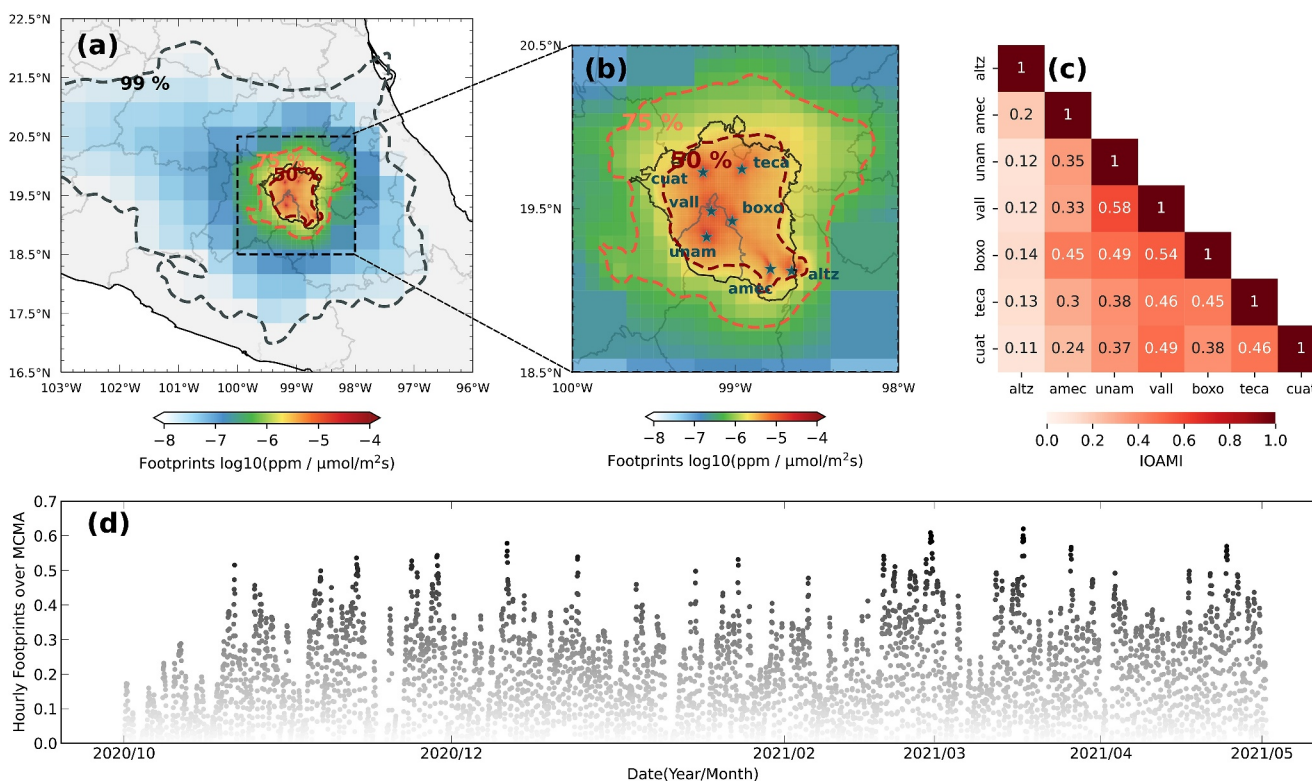 22.5°N
21.5°N
20.5°N
19.5°N
18.5°N
17.5°N
16.5°N
(a)
99 %
75 %
50 %
103°W 102°W 101°W 100°W 99°W 98°W 97°W 96°W
−8 −7 −6 −5 −4
Footprints log10(ppm / μmol/m²s)
20.5°N
19.5°N
18.5°N
(b)
75 %
50 %
teca
cuat
vall
boxo
unam
altz
amec
100°W 99°W 98°W
−8 −7 −6 −5 −4
Footprints log10(ppm / μmol/m²s)
(c)
altz 1
amec 0.2 1
unam 0.12 0.35 1
vall 0.12 0.33 0.58 1
boxo 0.14 0.45 0.49 0.54 1
teca 0.13 0.3 0.38 0.46 0.45 1
cuat 0.11 0.24 0.37 0.49 0.38 0.46 1
altz amec unam vall boxo teca cuat
0.0 0.2 0.4 0.6 0.8 1.0
IOAMI
(d)
Hourly Footprints over MCMA
0.7
0.6
0.5
0.4
0.3
0.2
0.1
0.0
2020/10 2020/12 2021/02 2021/03 2021/04 2021/05
Date(Year/Month)